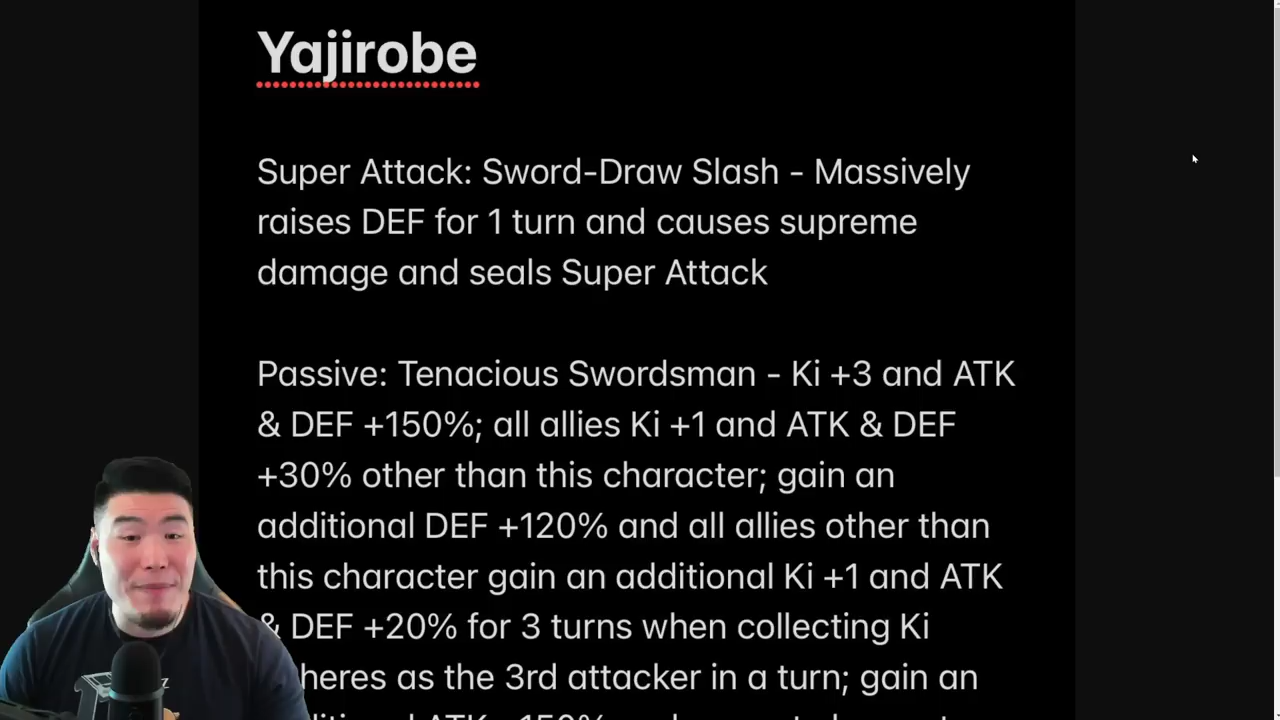 Yajirobe
Super Attack: Sword-Draw Slash - Massively
raises DEF for 1 turn and causes supreme
damage and seals Super Attack
Passive: Tenacious Swordsman - Ki +3 and ATK
& DEF +150%; all allies Ki +1 and ATK & DEF
+30% other than this character; gain an
additional DEF +120% and all allies other than
this character gain an additional Ki +1 and ATK
& DEF +20% for 3 turns when collecting Ki
as the 3rd attacker in a turn; gain an